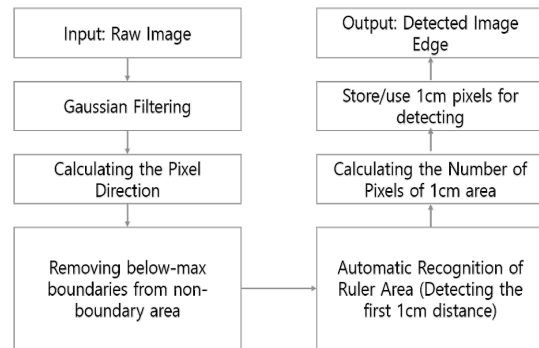 Input: Raw Image
Gaussian Filtering
Calculating the Pixel
Direction
Removing below-max
boundaries from non-
boundary area
Automatic Recognition of
Ruler Area (Detecting the
first 1cm distance)
Calculating the Number of
Pixels of 1cm area
Store/use 1cm pixels for
detecting
Output: Detected Image
Edge